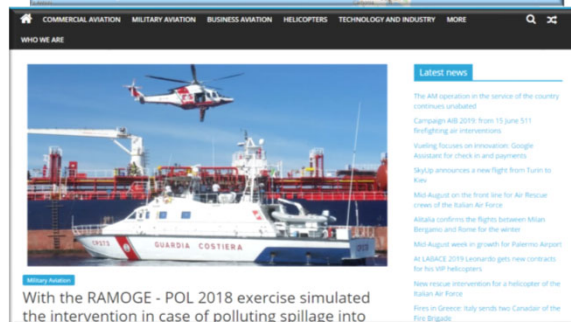 COMMERCIAL AVIATION MILITARY AVIATION BUSINESS AVIATION HELICOPTERS TECHNOLOGY AND INDUSTRY MORE
WHO WE ARE
CP273
GUARDIA COSTIERA
Military Aviation
With the RAMOGE - POL 2018 exercise simulated
the intervention in case of polluting spillage into
Latest news
The AM operation in the service of the country
continues unabated
Campaign AIB 2019: from 15 June 511
firefighting air interventions
Vueling focuses on innovation: Google
Assistant for check in and payments
SkyUp announces a new flight from Turin to
Kiev
Mid-August on the front line for Air Rescue
crews of the Italian Air Force
Alitalia confirms the flights between Milan
Bergamo and Rome for the winter
Mid-August week in growth for Palermo Airport
At LABACE 2019 Leonardo gets new contracts
for its VIP helicopters
New rescue intervention for a helicopter of the
Italian Air Force
Fires in Greece: Italy sends two Canadair of the
Fire Brigade